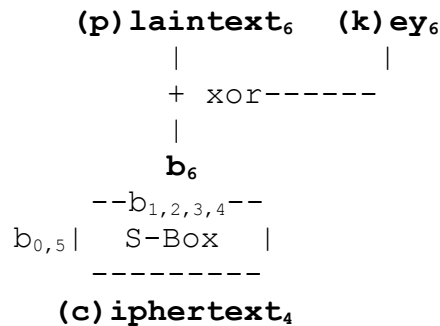 (p)laintext₆ (k)ey₆
| |
+ xor------
|
b₆
--b₁,₂,₃,₄--
b₀,₅| S-Box |
---------
(c)iphertext₄